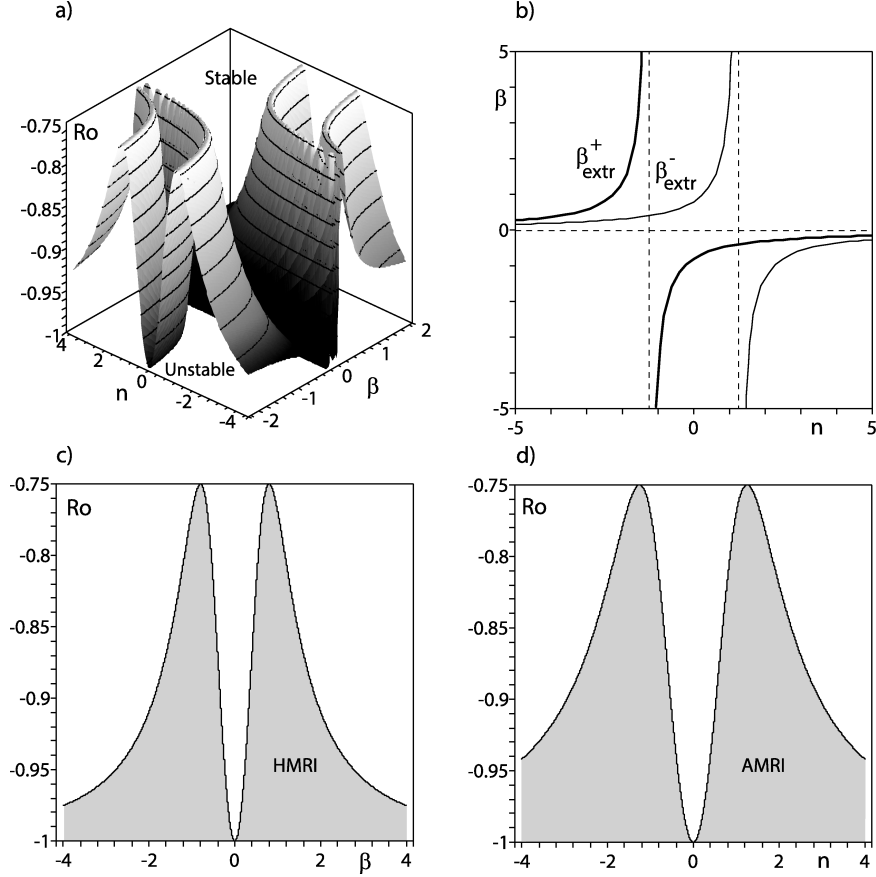 a)
Stable
Ro
-0.75
-0.8
-0.85
-0.9
-0.95
-1
4
2
0
-2
-4
n
Unstable
-2
-1
0
1
2
β
b)
5
β
0
-5
β+extr
β-extr
-5
0
n
5
c)
-0.75
Ro
-0.8
-0.85
-0.9
-0.95
-1
HMRI
-4
-2
0
2
β
4
d)
-0.75
Ro
-0.8
-0.85
-0.9
-0.95
-1
AMRI
-4
-2
0
2
n
4